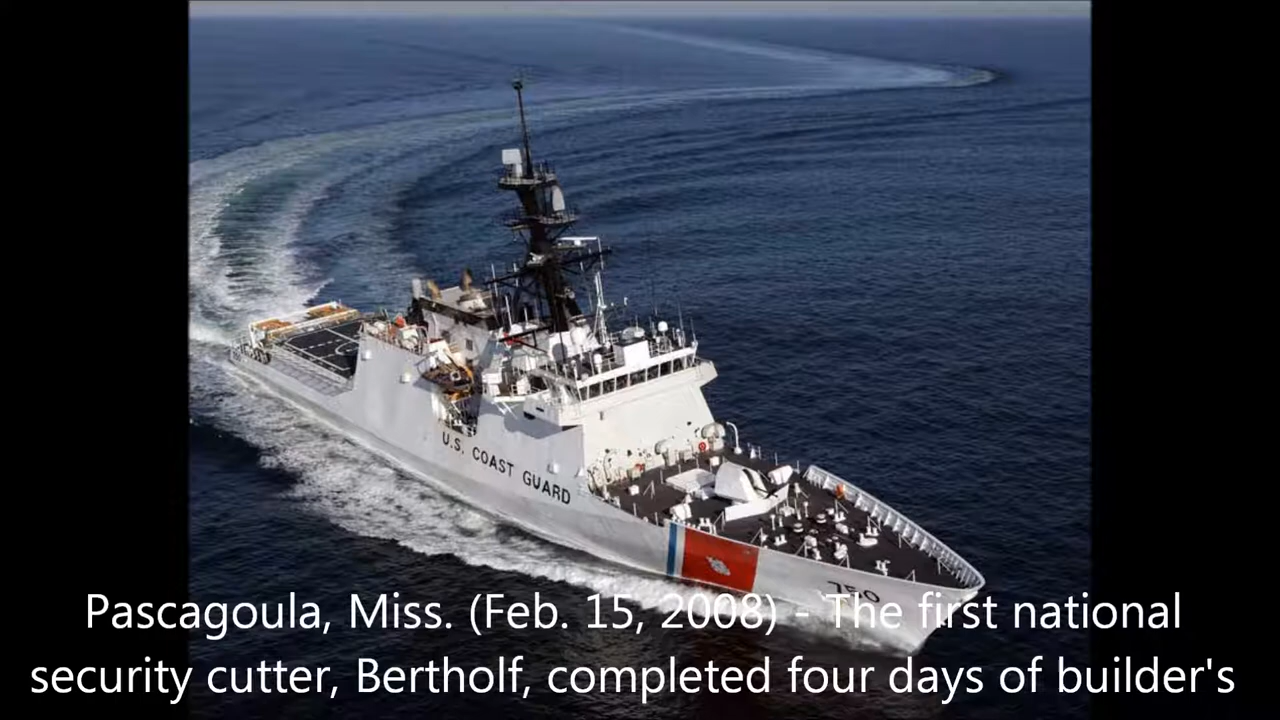 U.S. COAST GUARD
750
Pascagoula, Miss. (Feb. 15, 2008) - The first national
security cutter, Bertholf, completed four days of builder's